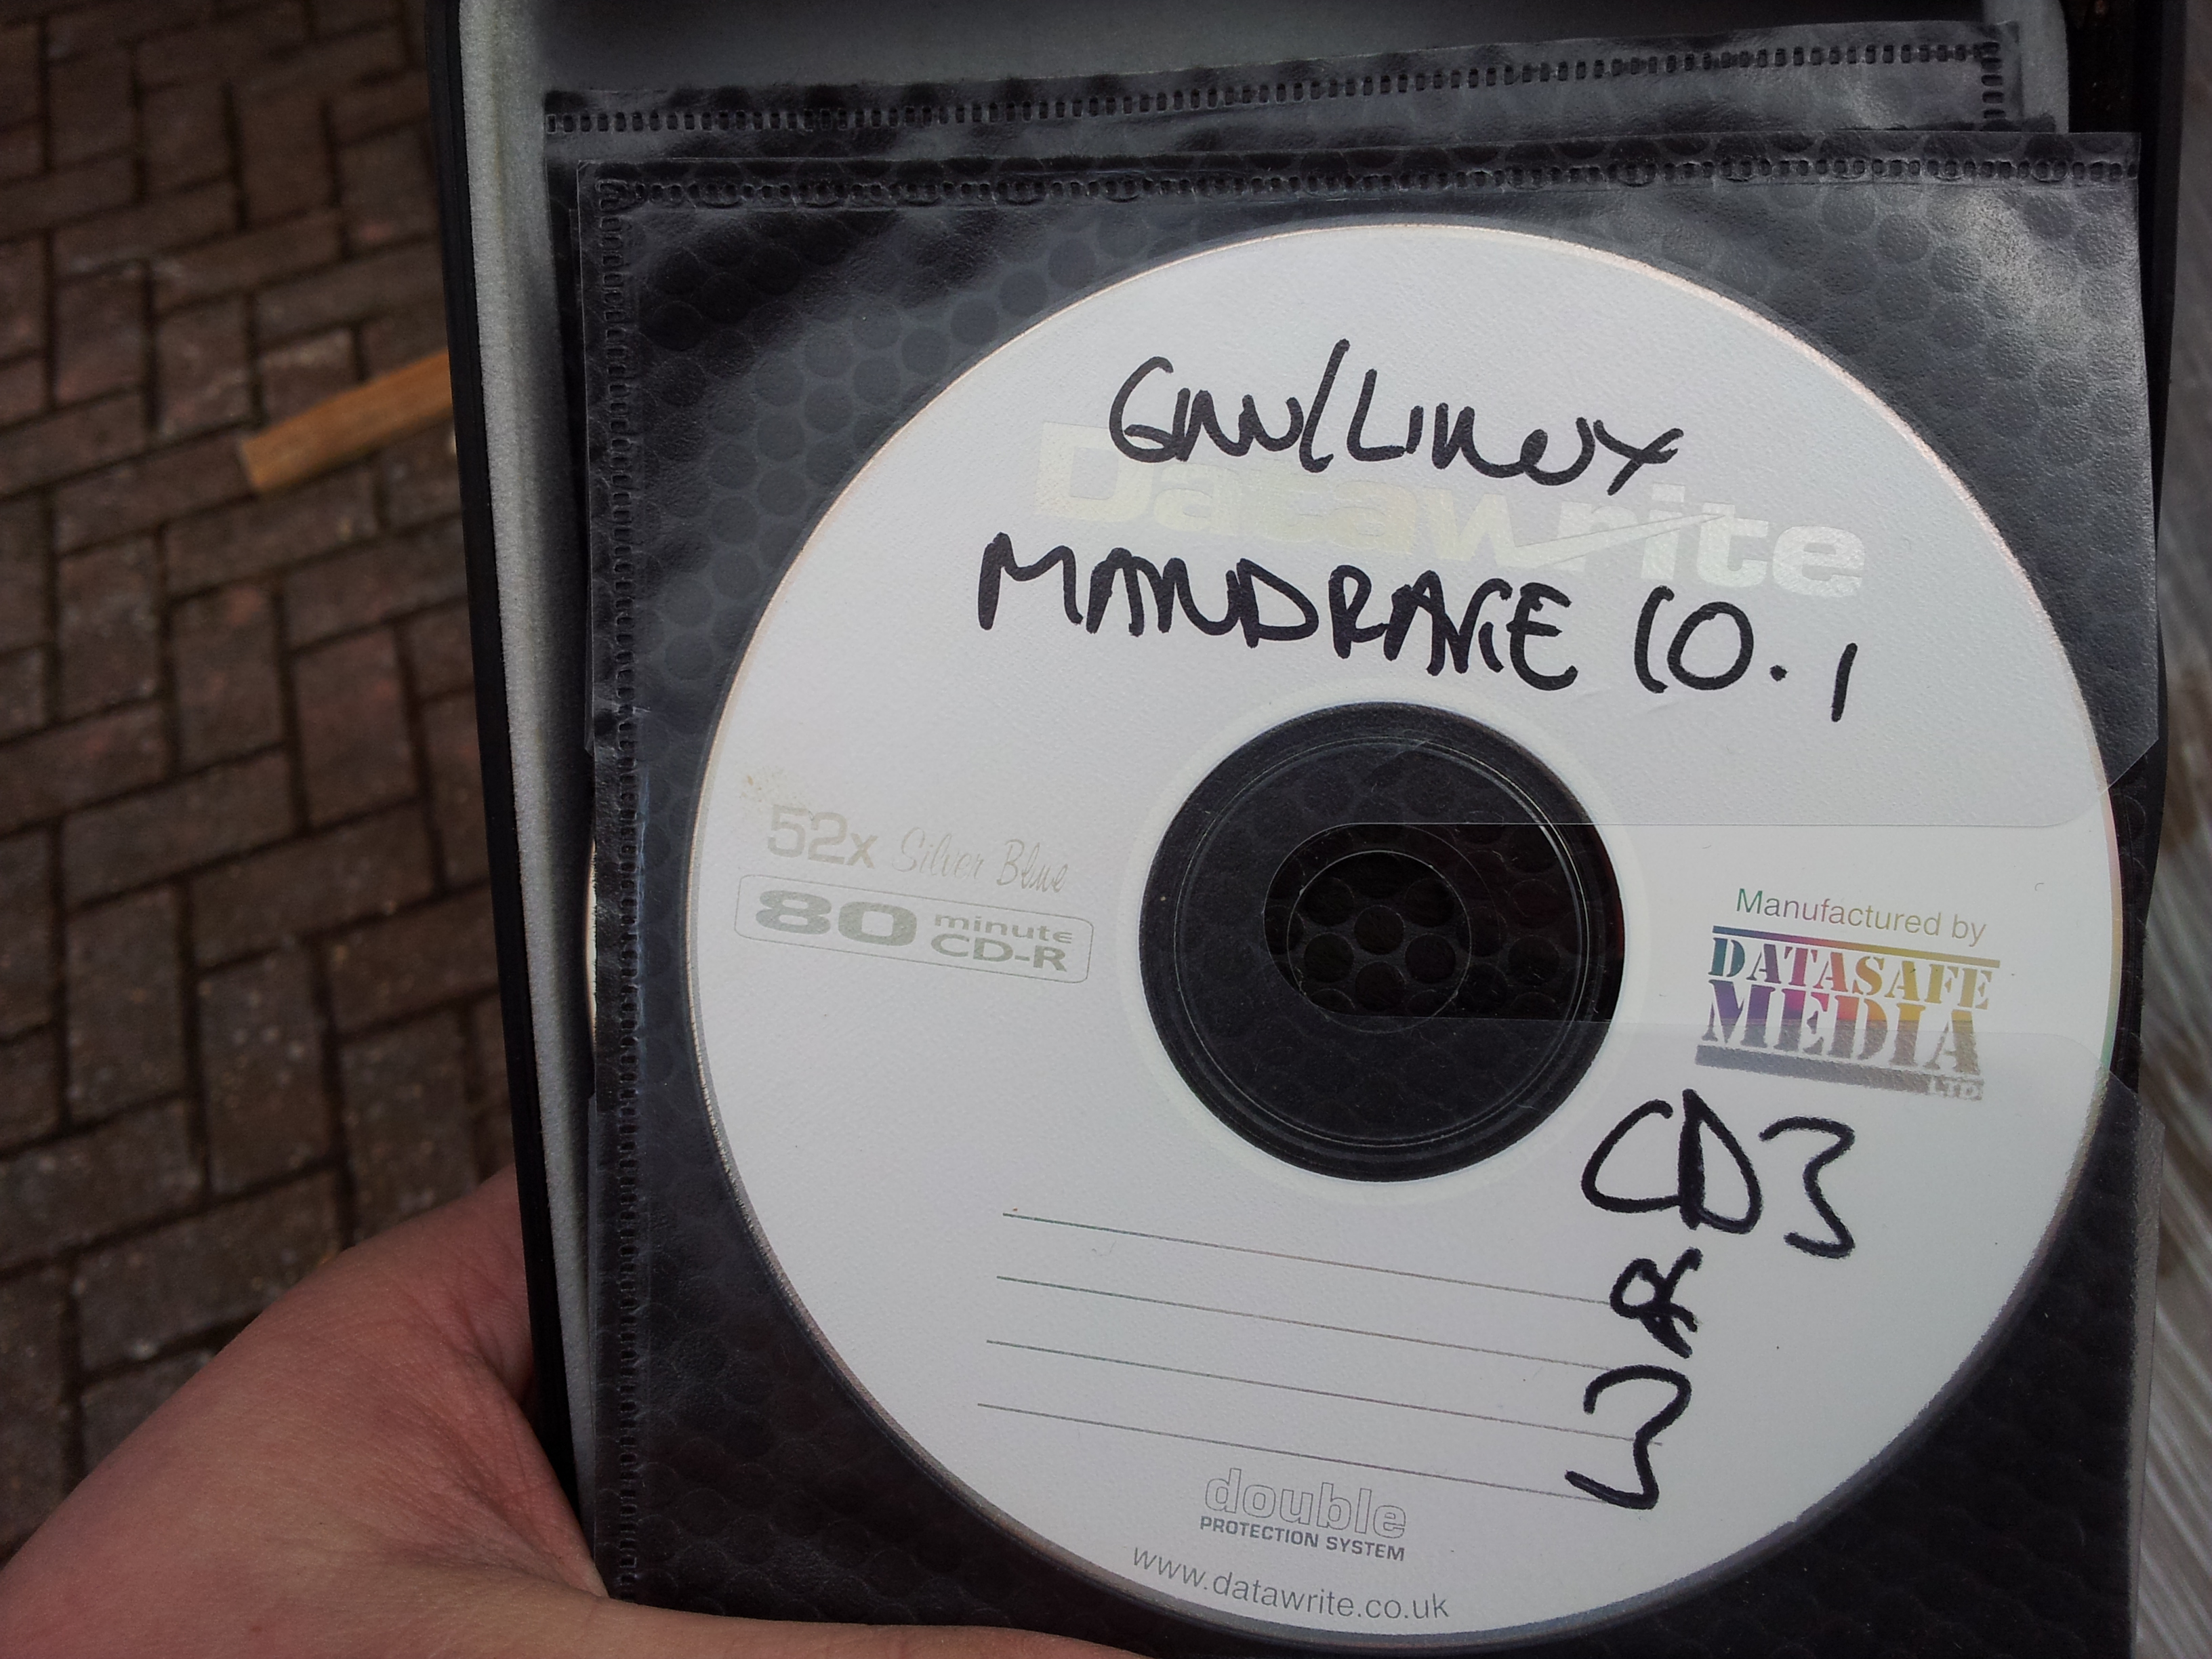 GNU/LINUX
Datawrite
MANDRAKE 10.1
52x Silver Blue
80 minute CD-R
Manufactured by
DATASAFE
MEDIA
LTD
CD3
&
3
double
PROTECTION SYSTEM
www.datawrite.co.uk